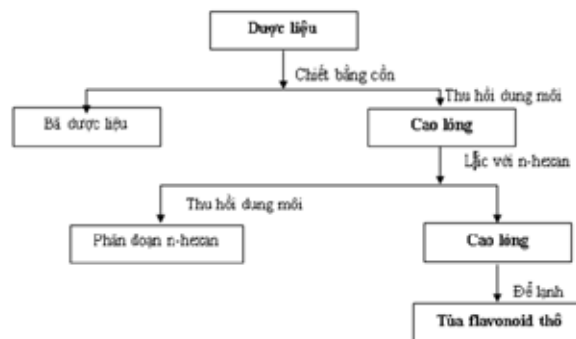 Dược liệu
Chiết bằng cồn
Thu hồi dung môi
Bã dược liệu
Cao lỏng
Lắc với n-hexan
Thu hồi dung môi
Phân đoạn n-hexan
Cao lỏng
Để lạnh
Tủa flavonoid thô